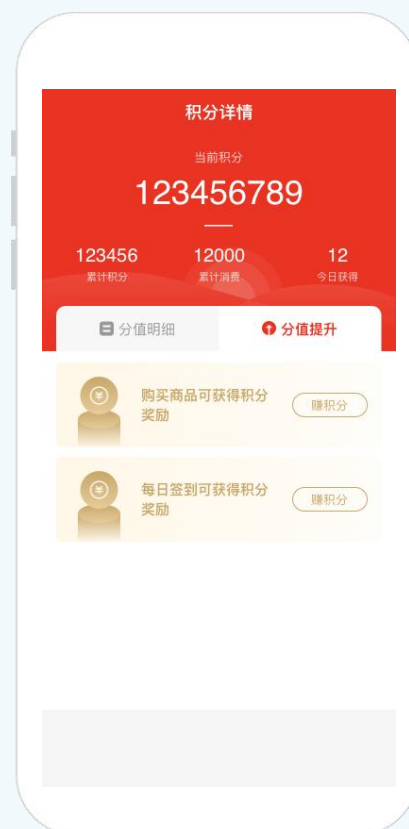 积分详情
当前积分
123456789
123456 12000 12
累计积分 累计消费 今日获得
分值明细 分值提升
购买商品可获得积分
奖励
赚积分
每日签到可获得积分
奖励
赚积分